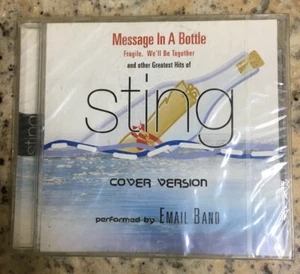 Message In A Bottle
Fragile, We'll Be Together
and other Greatest Hits of
sting
sting
COVER VERSION
performed by EMAIL BAND